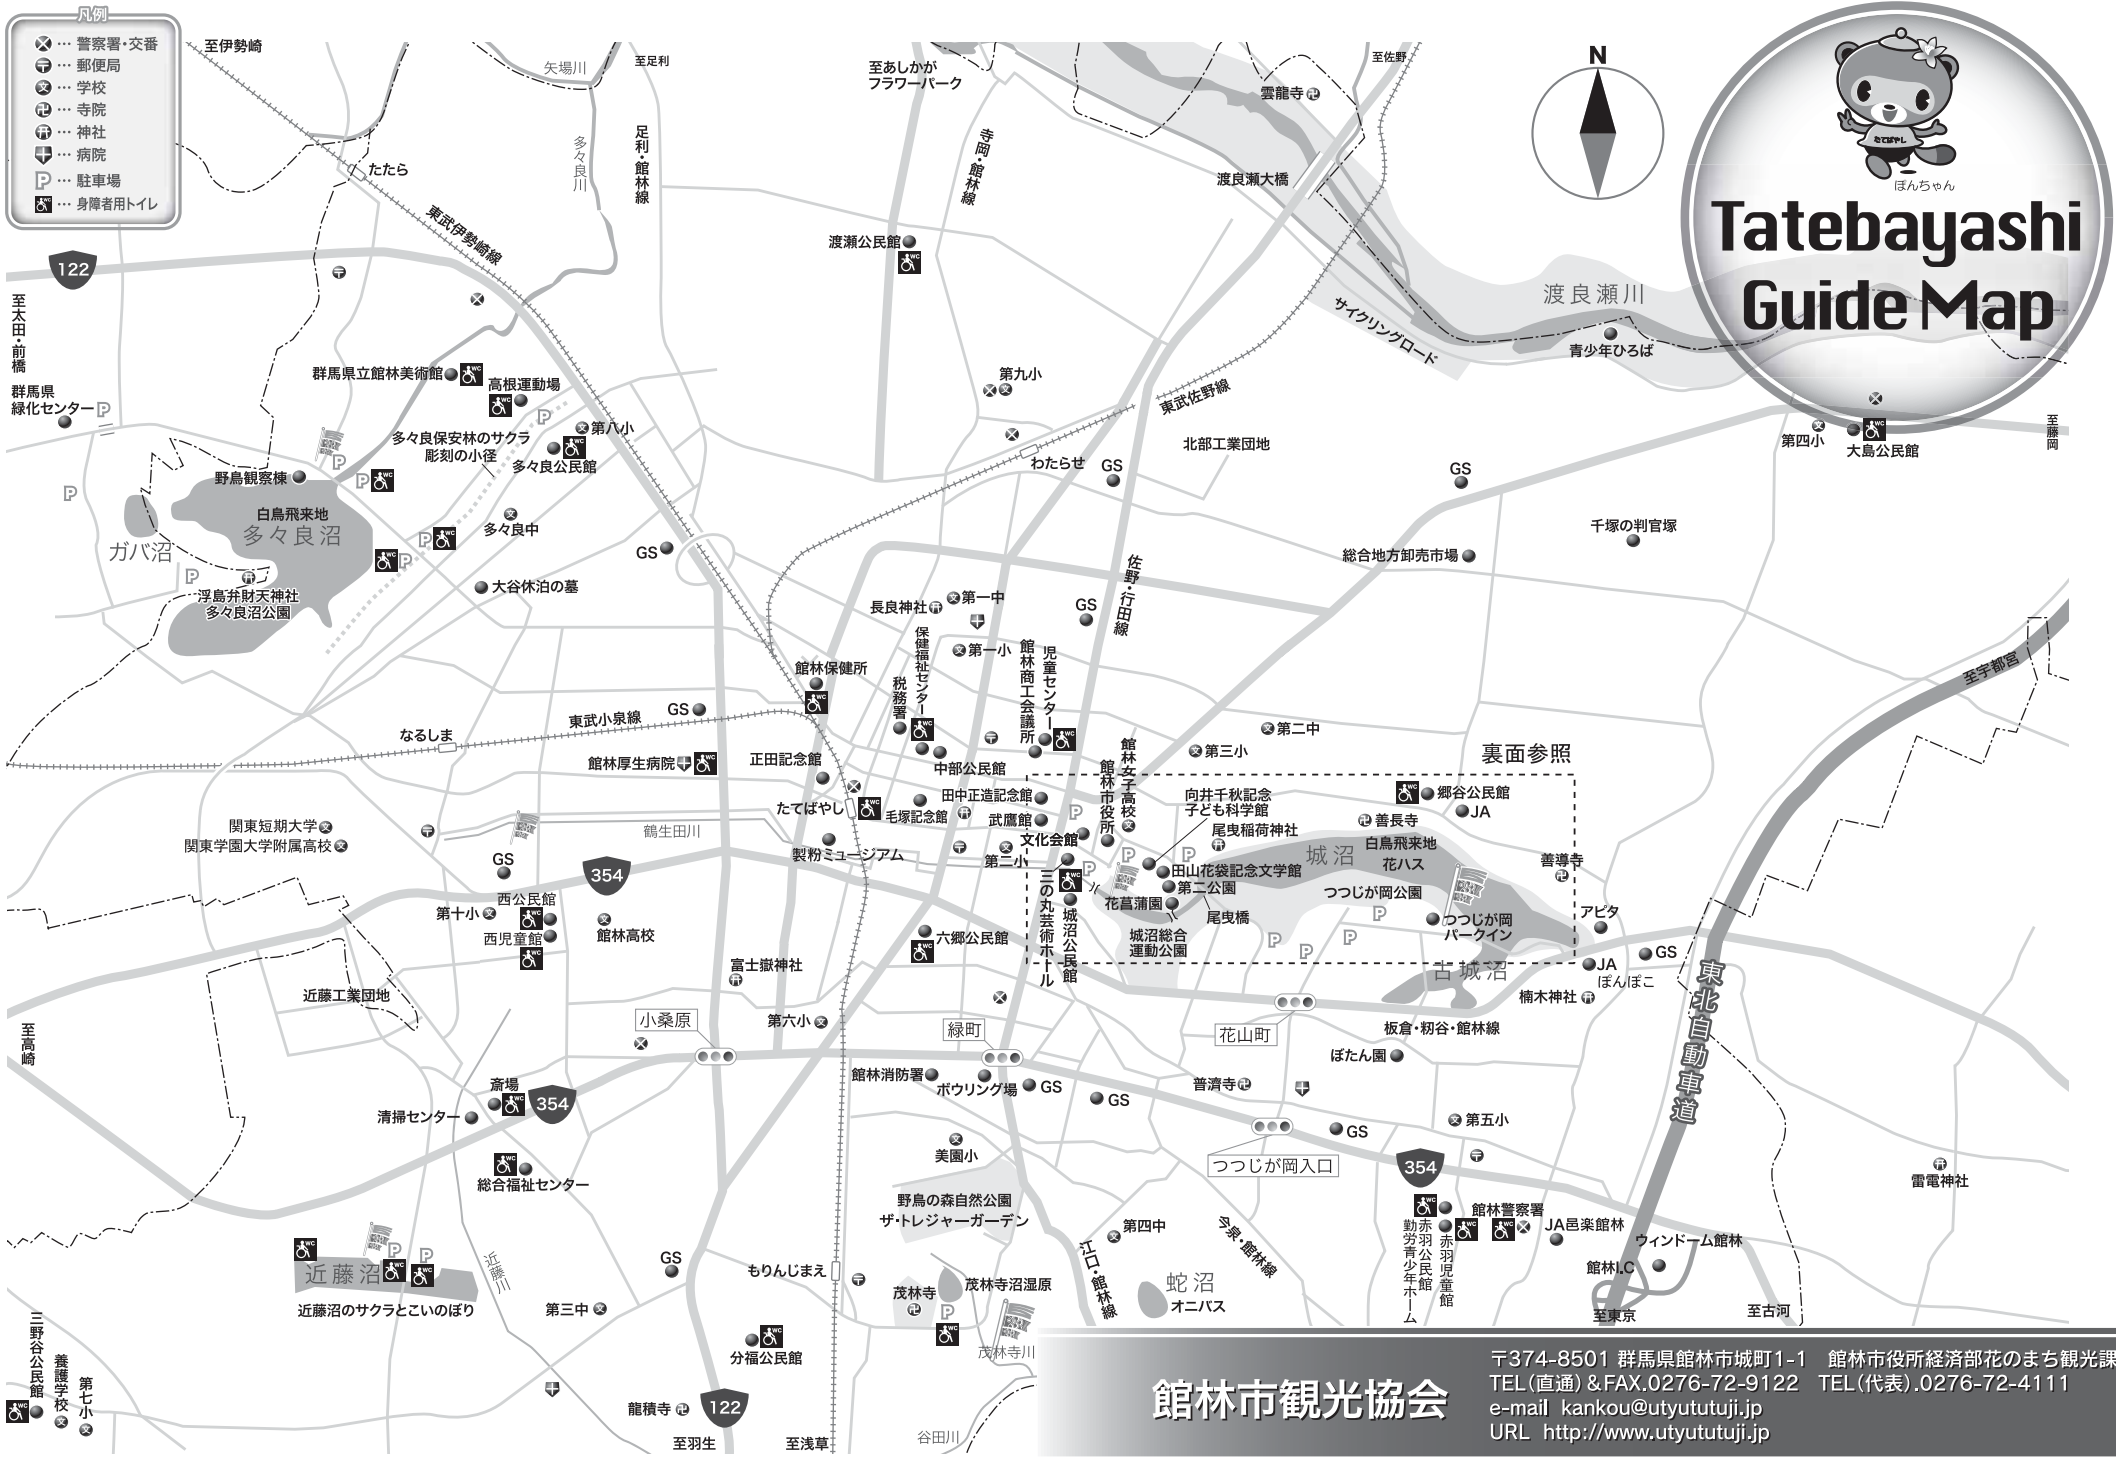 凡例
… 警察署・交番
… 郵便局
… 学校
… 寺院
… 神社
… 病院
P … 駐車場
WC … 身障者用トイレ
至伊勢崎
矢場川
至足利
至あしかが
フラワーパーク
至佐野
雲龍寺
N
たてばやし
ぽんちゃん
Tatebayashi
Guide Map
たたら
多々良川
足利・館林線
寺岡・館林線
渡良瀬大橋
東武伊勢崎線
渡瀬公民館
122
至太田・前橋
渡良瀬川
サイクリングロード
青少年ひろば
群馬県
緑化センター
群馬県立館林美術館
高根運動場
第九小
東武佐野線
多々良保安林のサクラ
彫刻の小径
第八小
多々良公民館
北部工業団地
第四小
大島公民館
至藤岡
わたらせ
GS
GS
野鳥観察棟
白鳥飛来地
多々良沼
ガバ沼
多々良中
GS
千塚の判官塚
総合地方卸売市場
佐野・行田線
浮島弁財天神社
多々良沼公園
大谷休泊の墓
長良神社
第一中
GS
第一小
保健福祉センター
税務署
館林商工会議所
児童センター
館林保健所
至宇都宮
なるしま
東武小泉線
GS
館林厚生病院
正田記念館
中部公民館
第三小
第二中
裏面参照
館林女子高校
館林市役所
たてばやし
毛塚記念館
田中正造記念館
武鷹館
文化会館
第二小
向井千秋記念
子ども科学館
尾曳稲荷神社
郷谷公民館
JA
善長寺
関東短期大学
関東学園大学附属高校
鶴生田川
製粉ミュージアム
GS
354
三の丸芸術ホール
城沼公民館
田山花袋記念文学館
第二公園
花菖蒲園
尾曳橋
城沼総合
運動公園
城沼
白鳥飛来地
花ハス
善導寺
つつじが岡公園
つつじが岡
パークイン
アピタ
第十小
西公民館
西児童館
館林高校
六郷公民館
古城沼
GS
JA
ぽんぽこ
楠木神社
東北自動車道
近藤工業団地
富士嶽神社
第六小
小桑原
緑町
花山町
板倉・籾谷・館林線
ぼたん園
至高崎
館林消防署
ボウリング場
GS
GS
普済寺
斎場
354
清掃センター
第五小
GS
つつじが岡入口
354
美園小
総合福祉センター
野鳥の森自然公園
ザ・トレジャーガーデン
第四中
今泉・館林線
江口・館林線
雷電神社
館林警察署
JA邑楽館林
赤羽公民館
勤労青少年ホーム
赤羽児童館
ウィンドーム館林
館林I.C
至東京
至古河
近藤沼
近藤沼のサクラとこいのぼり
近藤川
GS
もりんじまえ
第三中
茂林寺
茂林寺沼湿原
茂林寺川
蛇沼
オニバス
三野谷公民館
養護学校
第七小
分福公民館
龍積寺
122
至羽生
至浅草
谷田川
館林市観光協会
〒374-8501 群馬県館林市城町1-1 館林市役所経済部花のまち観光課
TEL(直通)&FAX.0276-72-9122 TEL(代表).0276-72-4111
e-mail kankou@utyututuji.jp
URL http://www.utyututuji.jp